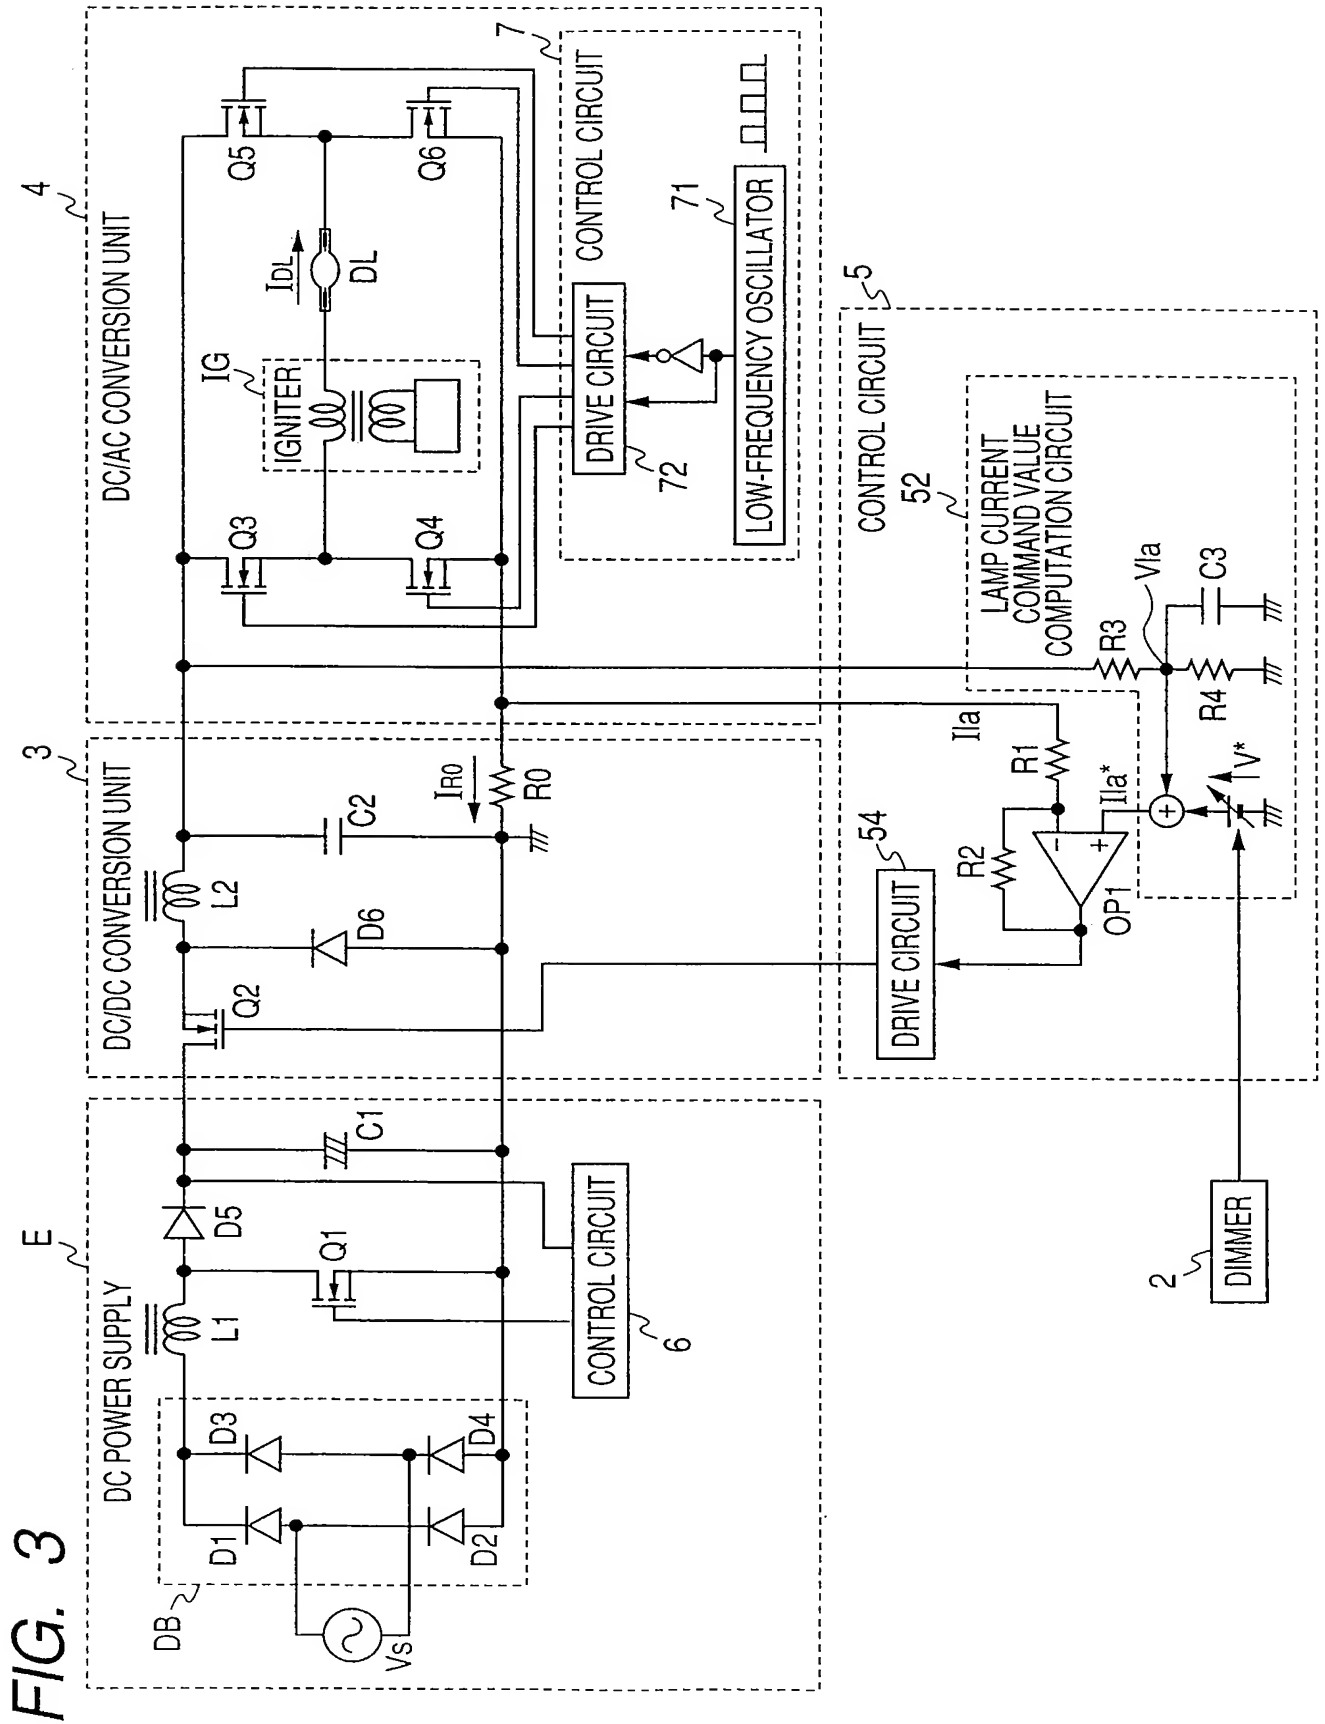 FIG. 3
E
DC POWER SUPPLY
DB
D1
D3
D2
D4
Vs
L1
D5
Q1
C1
CONTROL CIRCUIT
6
3
DC/DC CONVERSION UNIT
Q2
L2
D6
C2
IR0
R0
4
DC/AC CONVERSION UNIT
Q3
Q4
IG
IGNITER
IDL
DL
Q5
Q6
7
CONTROL CIRCUIT
DRIVE CIRCUIT
72
71
LOW-FREQUENCY OSCILLATOR
5
CONTROL CIRCUIT
54
DRIVE CIRCUIT
R2
R1
IIa
OP1
IIa*
52
LAMP CURRENT
COMMAND VALUE
COMPUTATION CIRCUIT
R3
VIa
R4
C3
V*
2
DIMMER